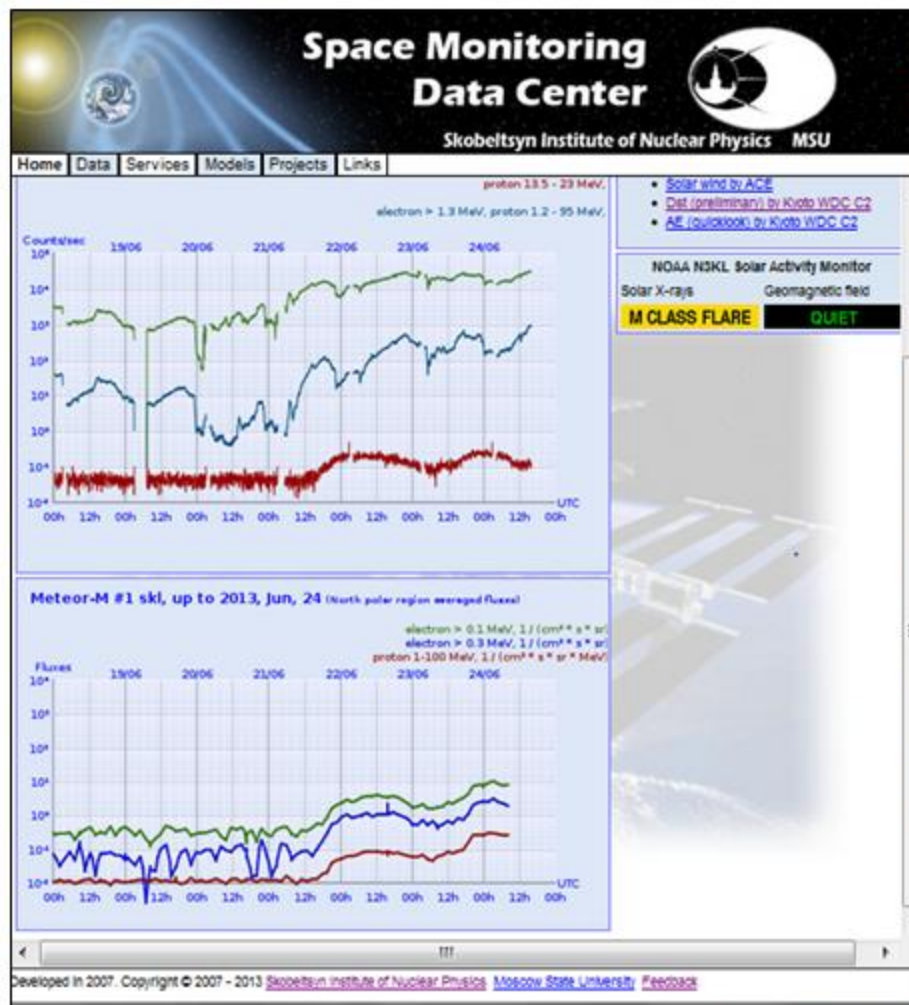 Space Monitoring
Data Center
Skobeltsyn Institute of Nuclear Physics MSU
Home Data Services Models Projects Links
proton 13.5 - 23 MeV,
electron > 1.3 MeV, proton 1.2 - 95 MeV,
Counts/sec
19/06 20/06 21/06 22/06 23/06 24/06
UTC
00h 12h 00h 12h 00h 12h 00h 12h 00h 12h 00h 12h 00h 12h 00h
Meteor-M #1 skl, up to 2013, Jun, 24 (North polar region averaged fluxes)
electron > 0.1 MeV, 1 / (cm² * s * sr)
electron > 0.3 MeV, 1 / (cm² * s * sr)
proton 1-100 MeV, 1 / (cm² * s * sr * MeV)
Fluxes
19/06 20/06 21/06 22/06 23/06 24/06
UTC
00h 12h 00h 12h 00h 12h 00h 12h 00h 12h 00h 12h 00h 12h 00h
Solar wind by ACE
Dst (preliminary) by Kyoto WDC C2
AE (quicklook) by Kyoto WDC C2
NOAA N3KL Solar Activity Monitor
Solar X-rays Geomagnetic field
M CLASS FLARE QUIET
Developed in 2007. Copyright © 2007 - 2013 Skobeltsyn Institute of Nuclear Physics, Moscow State University Feedback